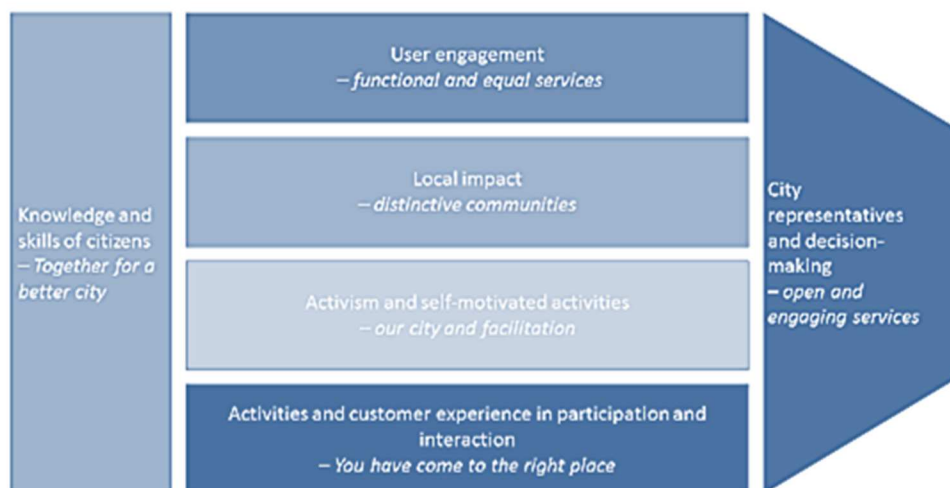 Knowledge and
skills of citizens
– Together for a
better city
User engagement
– functional and equal services
Local impact
– distinctive communities
Activism and self-motivated activities
– our city and facilitation
Activities and customer experience in participation and
interaction
– You have come to the right place
City
representatives
and decision-
making
– open and
engaging services